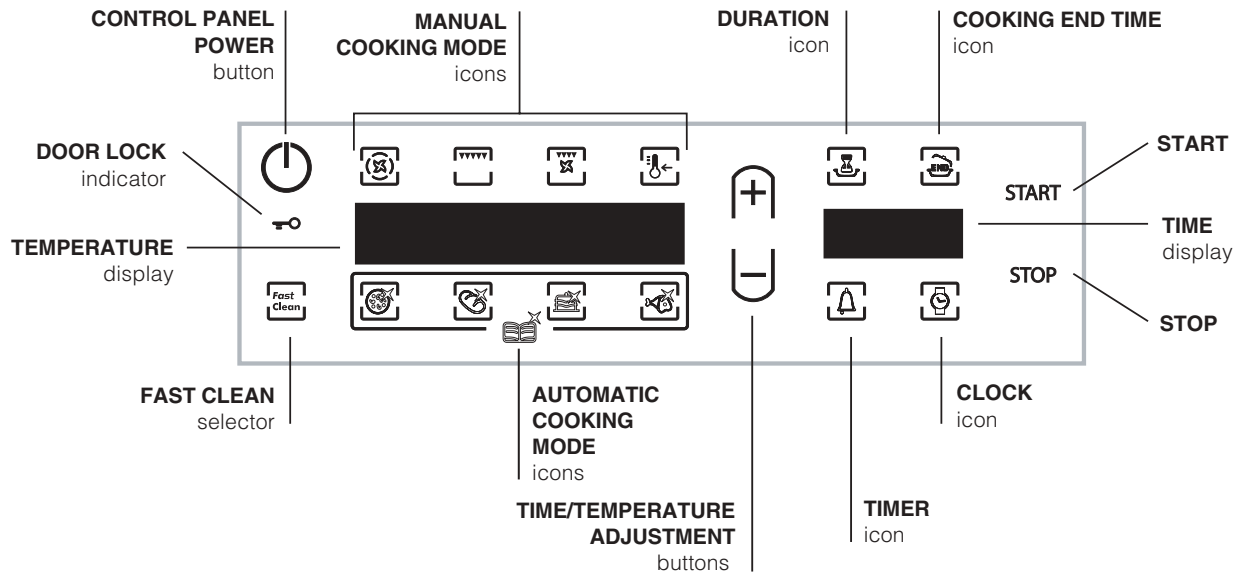 CONTROL PANEL
POWER
button
MANUAL
COOKING MODE
icons
DURATION
icon
COOKING END TIME
icon
DOOR LOCK
indicator
START
START
END
TEMPERATURE
display
TIME
display
STOP
STOP
Fast
Clean
FAST CLEAN
selector
AUTOMATIC
COOKING
MODE
icons
CLOCK
icon
TIME/TEMPERATURE
ADJUSTMENT
buttons
TIMER
icon